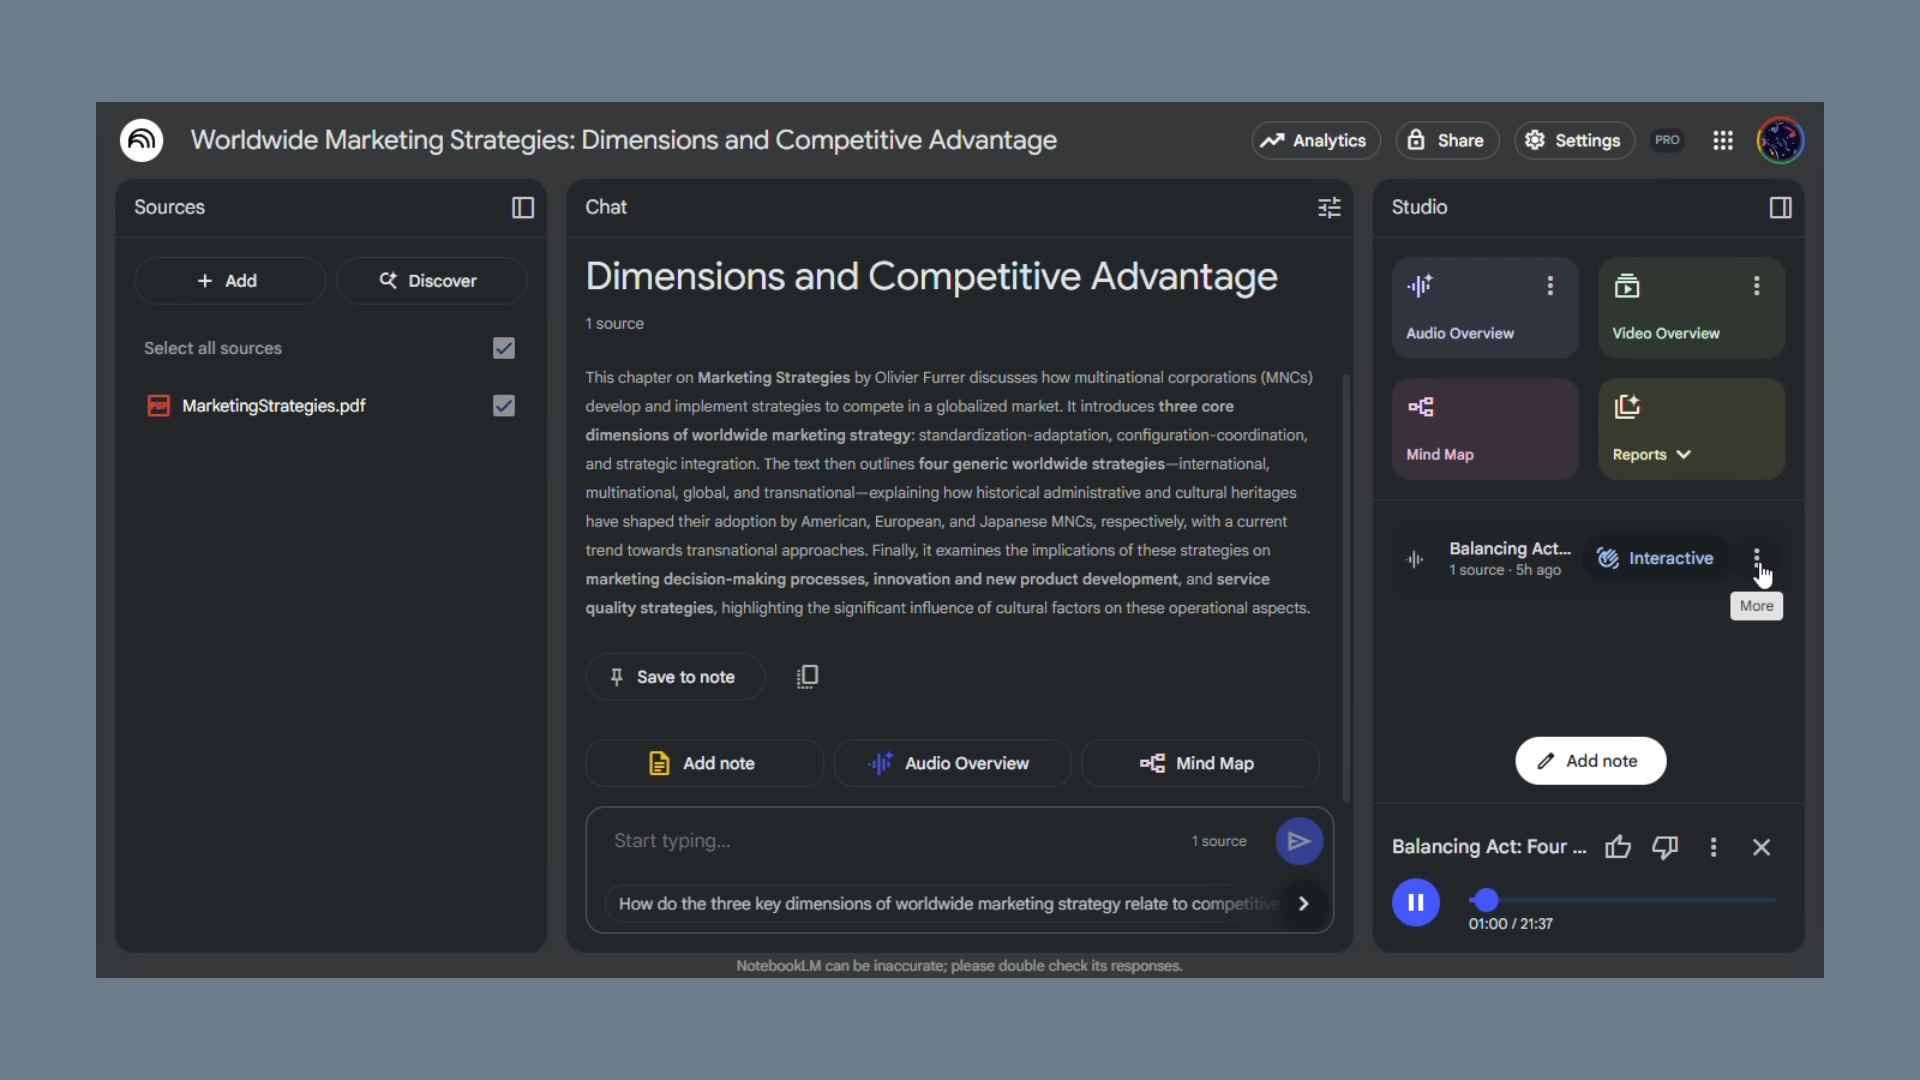 Worldwide Marketing Strategies: Dimensions and Competitive Advantage
Analytics
Share
Settings
PRO
Sources
Add
Discover
Select all sources
PDF
MarketingStrategies.pdf
Chat
Dimensions and Competitive Advantage
1 source
This chapter on Marketing Strategies by Olivier Furrer discusses how multinational corporations (MNCs)
develop and implement strategies to compete in a globalized market. It introduces three core
dimensions of worldwide marketing strategy: standardization-adaptation, configuration-coordination,
and strategic integration. The text then outlines four generic worldwide strategies—international,
multinational, global, and transnational—explaining how historical administrative and cultural heritages
have shaped their adoption by American, European, and Japanese MNCs, respectively, with a current
trend towards transnational approaches. Finally, it examines the implications of these strategies on
marketing decision-making processes, innovation and new product development, and service
quality strategies, highlighting the significant influence of cultural factors on these operational aspects.
Save to note
Add note
Audio Overview
Mind Map
Start typing...
1 source
How do the three key dimensions of worldwide marketing strategy relate to competitive
NotebookLM can be inaccurate; please double check its responses.
Studio
Audio Overview
Video Overview
Mind Map
Reports
Balancing Act...
1 source · 5h ago
Interactive
More
Add note
Balancing Act: Four ...
01:00 / 21:37